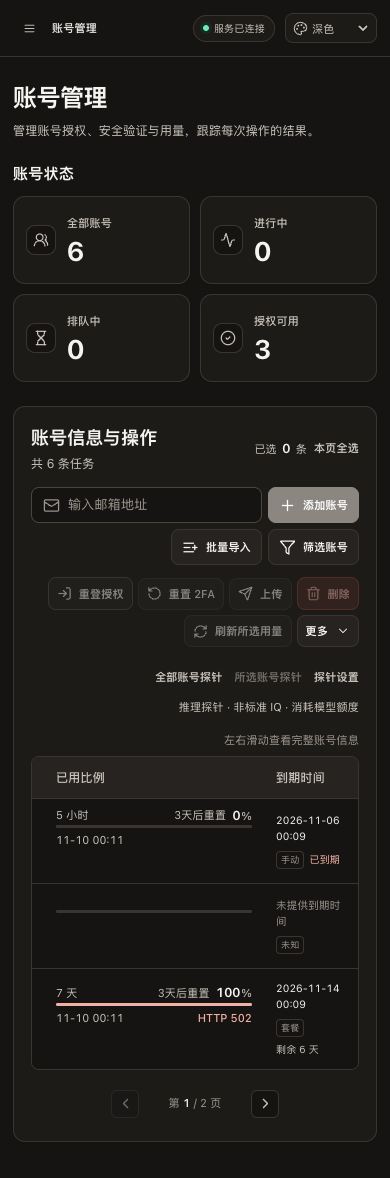 账号管理
服务已连接
深色
账号管理
管理账号授权、安全验证与用量，跟踪每次操作的结果。
账号状态
全部账号
6
进行中
0
排队中
0
授权可用
3
账号信息与操作
共 6 条任务
已选 0 条 本页全选
输入邮箱地址
添加账号
批量导入
筛选账号
重登授权
重置 2FA
上传
删除
刷新所选用量
更多
全部账号探针 所选账号探针 探针设置
推理探针 · 非标准 IQ · 消耗模型额度
左右滑动查看完整账号信息
已用比例 到期时间
5 小时 3天后重置 0%
11-10 00:11
2026-11-06
00:09
手动 已到期
未提供到期时
间
未知
7 天 3天后重置 100%
11-10 00:11 HTTP 502
2026-11-14
00:09
套餐
剩余 6 天
第 1 / 2 页